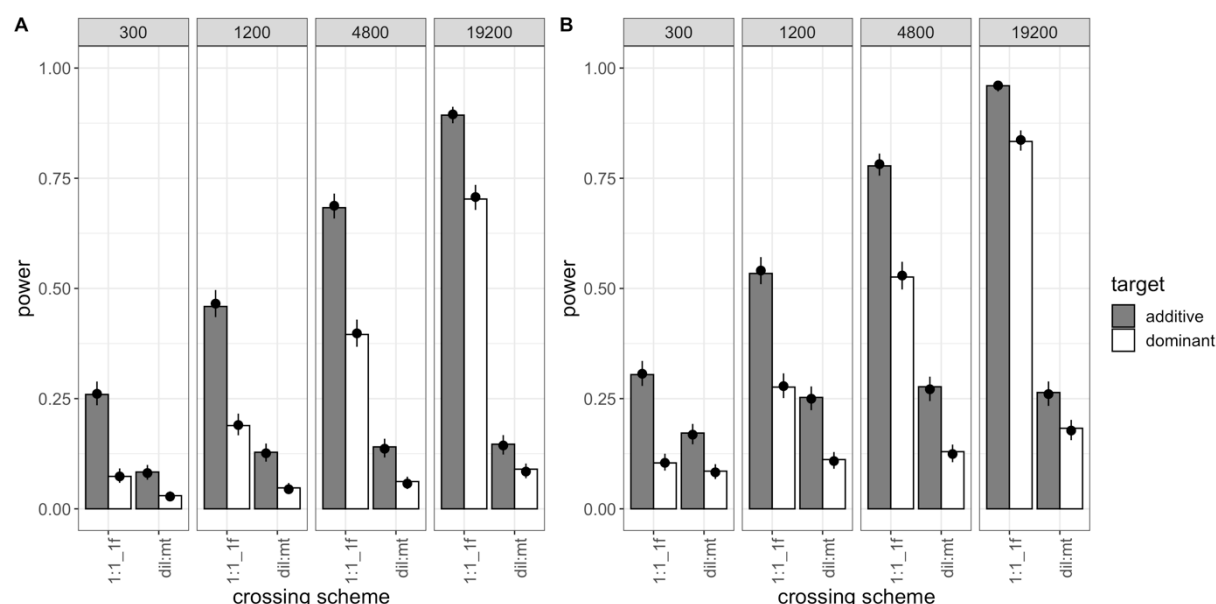 A
300 1200 4800 19200
1.00
0.75
0.50
0.25
0.00
power
1:1_1f dil:mt 1:1_1f dil:mt 1:1_1f dil:mt 1:1_1f dil:mt
crossing scheme
B
300 1200 4800 19200
1.00
0.75
0.50
0.25
0.00
power
1:1_1f dil:mt 1:1_1f dil:mt 1:1_1f dil:mt 1:1_1f dil:mt
crossing scheme
target
additive
dominant